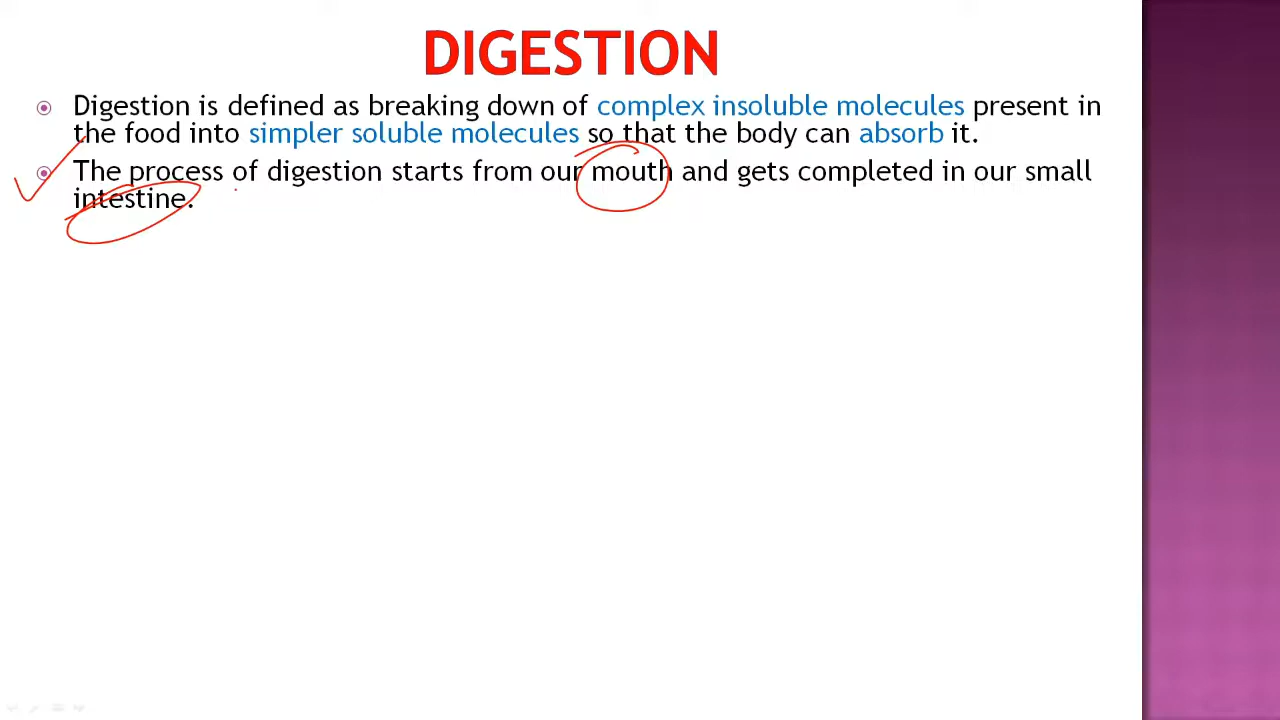 DIGESTION
Digestion is defined as breaking down of complex insoluble molecules present in
the food into simpler soluble molecules so that the body can absorb it.
The process of digestion starts from our mouth and gets completed in our small
intestine.